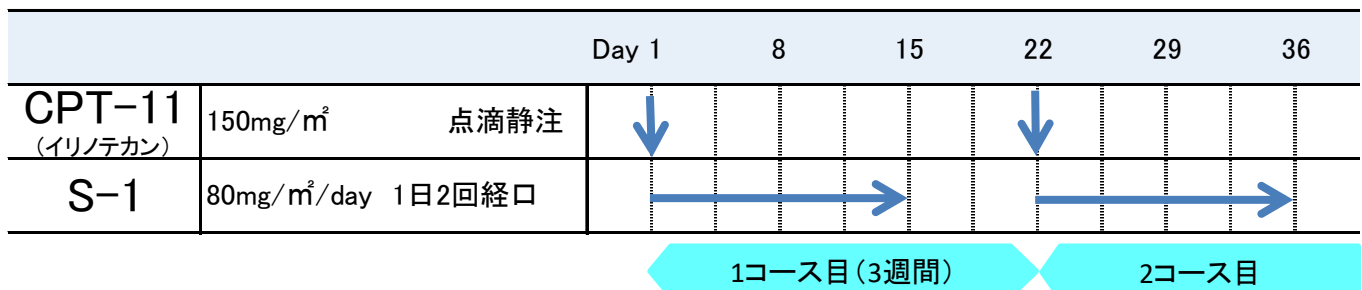 Day 1 8 15 22 29 36
CPT-11 150mg/㎡ 点滴静注
（イリノテカン）
S-1 80mg/㎡/day 1日2回経口
1コース目（3週間） 2コース目